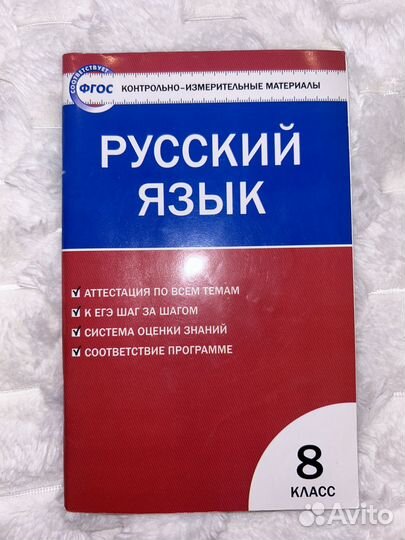 СООТВЕТСТВУЕТ
ФГОС
КОНТРОЛЬНО-ИЗМЕРИТЕЛЬНЫЕ МАТЕРИАЛЫ
РУССКИЙ
ЯЗЫК
АТТЕСТАЦИЯ ПО ВСЕМ ТЕМАМ
К ЕГЭ ШАГ ЗА ШАГОМ
СИСТЕМА ОЦЕНКИ ЗНАНИЙ
СООТВЕТСТВИЕ ПРОГРАММЕ
8
КЛАСС
Avito